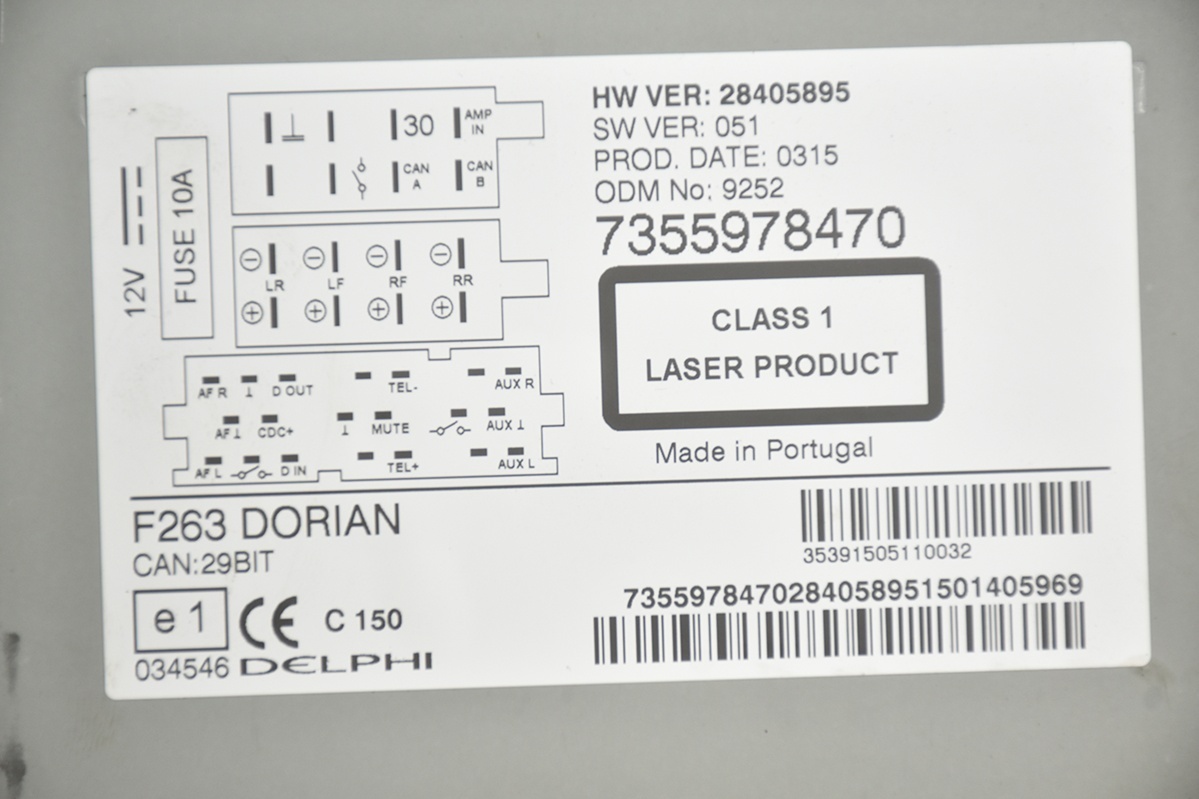 12V
FUSE 10A
30 AMP IN
CAN A CAN B
LR LF RF RR
AF R D OUT TEL- AUX R
AF CDC+ MUTE AUX
AF L D IN TEL+ AUX L
HW VER: 28405895
SW VER: 051
PROD. DATE: 0315
ODM No: 9252
7355978470
CLASS 1
LASER PRODUCT
Made in Portugal
F263 DORIAN
CAN:29BIT
35391505110032
7355978470284058951501405969
e 1 CE C 150
034546 DELPHI